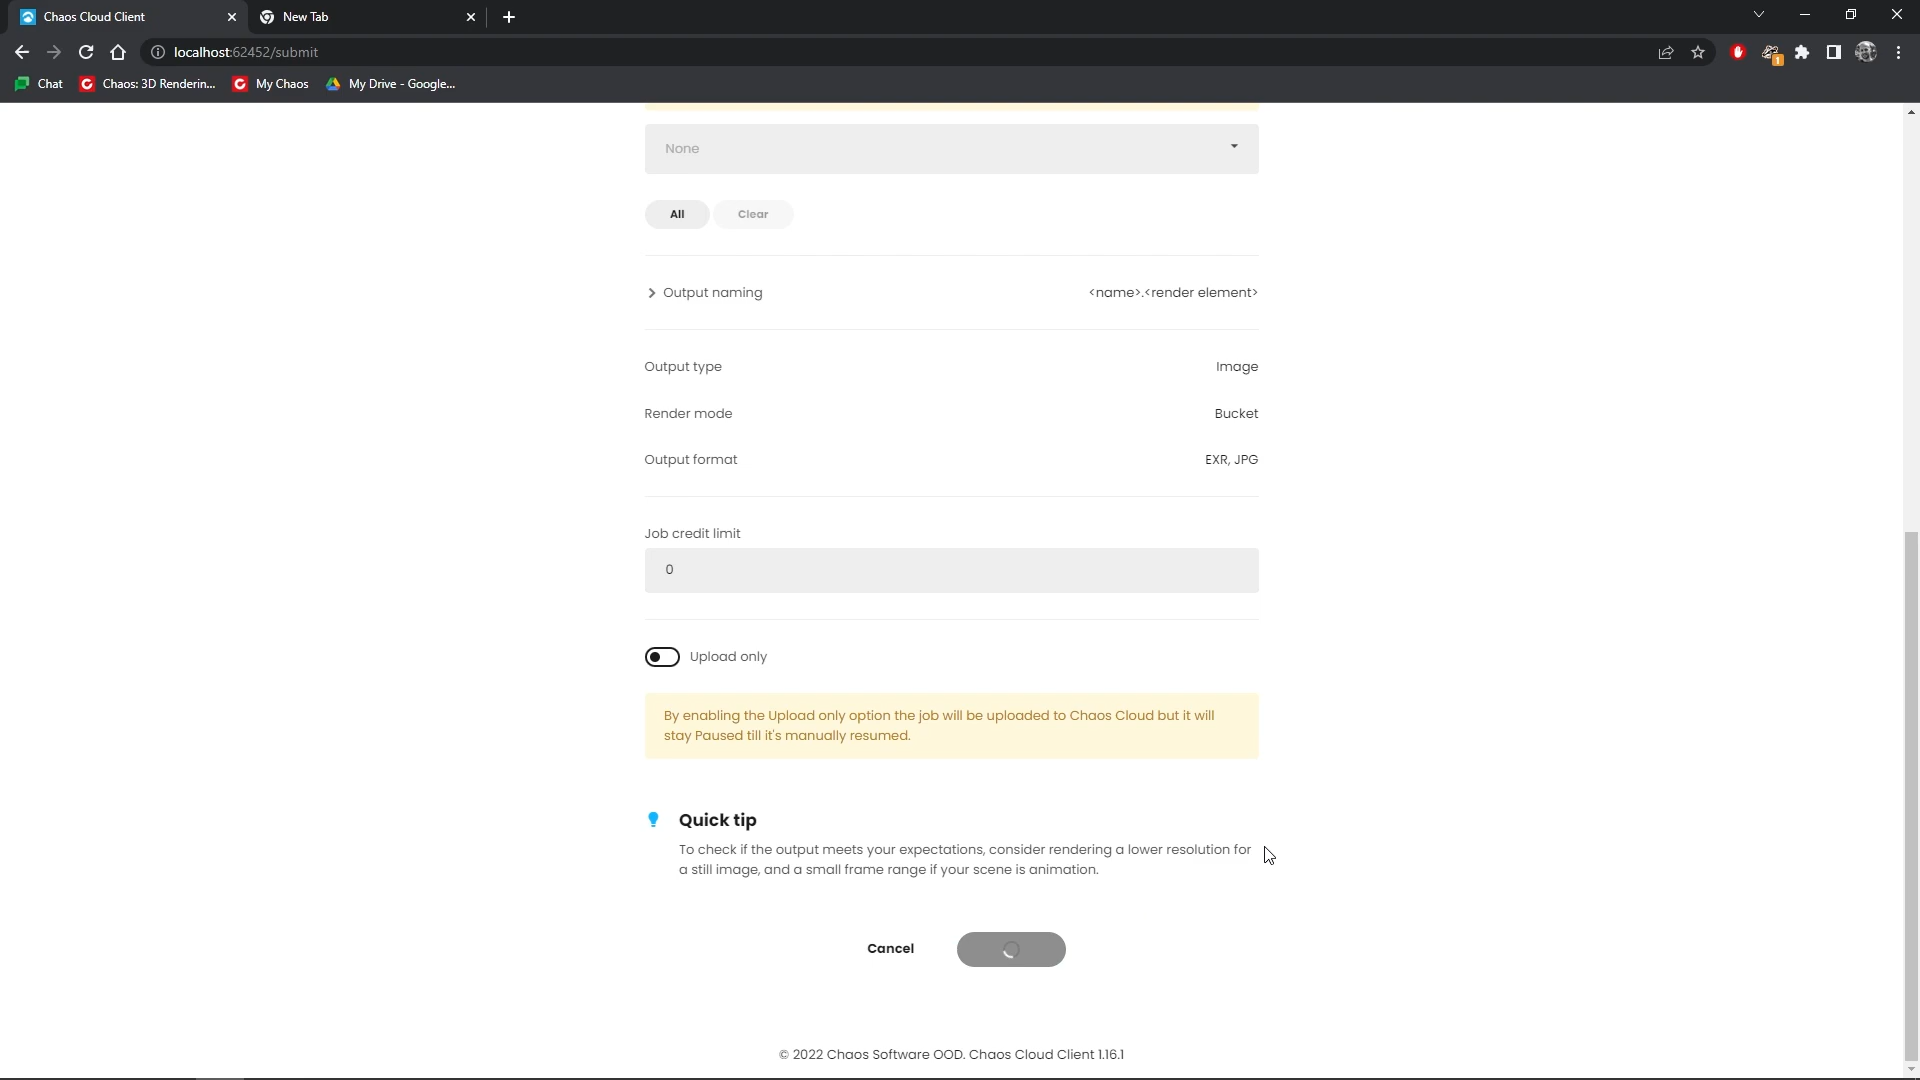 Chaos Cloud Client
New Tab
localhost:62452/submit
1
Chat
Chaos: 3D Renderin...
My Chaos
My Drive - Google...
None
All
Clear
Output naming
<name>.<render element>
Output type
Image
Render mode
Bucket
Output format
EXR, JPG
Job credit limit
0
Upload only
By enabling the Upload only option the job will be uploaded to Chaos Cloud but it will
stay Paused till it's manually resumed.
Quick tip
To check if the output meets your expectations, consider rendering a lower resolution for
a still image, and a small frame range if your scene is animation.
Cancel
© 2022 Chaos Software OOD. Chaos Cloud Client 1.16.1